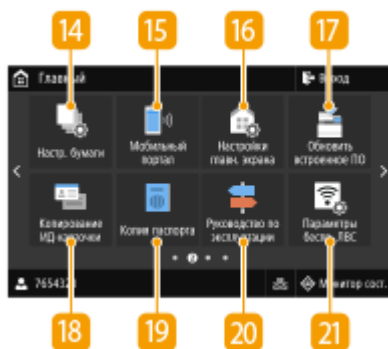 14 15 16 17
Главный
Выход
Настр. бумаги
Мобильный
портал
Настройки
главн. экрана
Обновить
встроенное ПО
Копирование
ИД-карточки
Копия паспорта
Руководство по
эксплуатации
Параметры
беспр. ЛВС
2
Монитор сост.
18 19 20 21